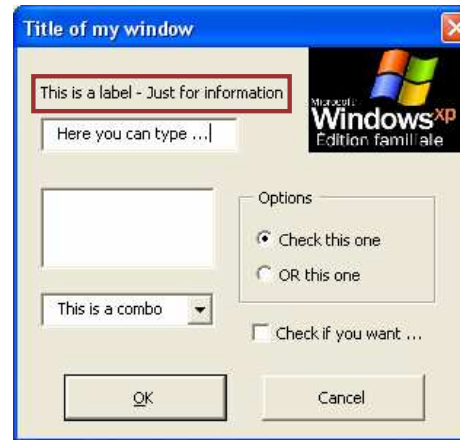 Title of my window
This is a label - Just for information
Microsoft
Windows xp
Édition familiale
Here you can type ...
Options
Check this one
OR this one
This is a combo
Check if you want ...
OK
Cancel